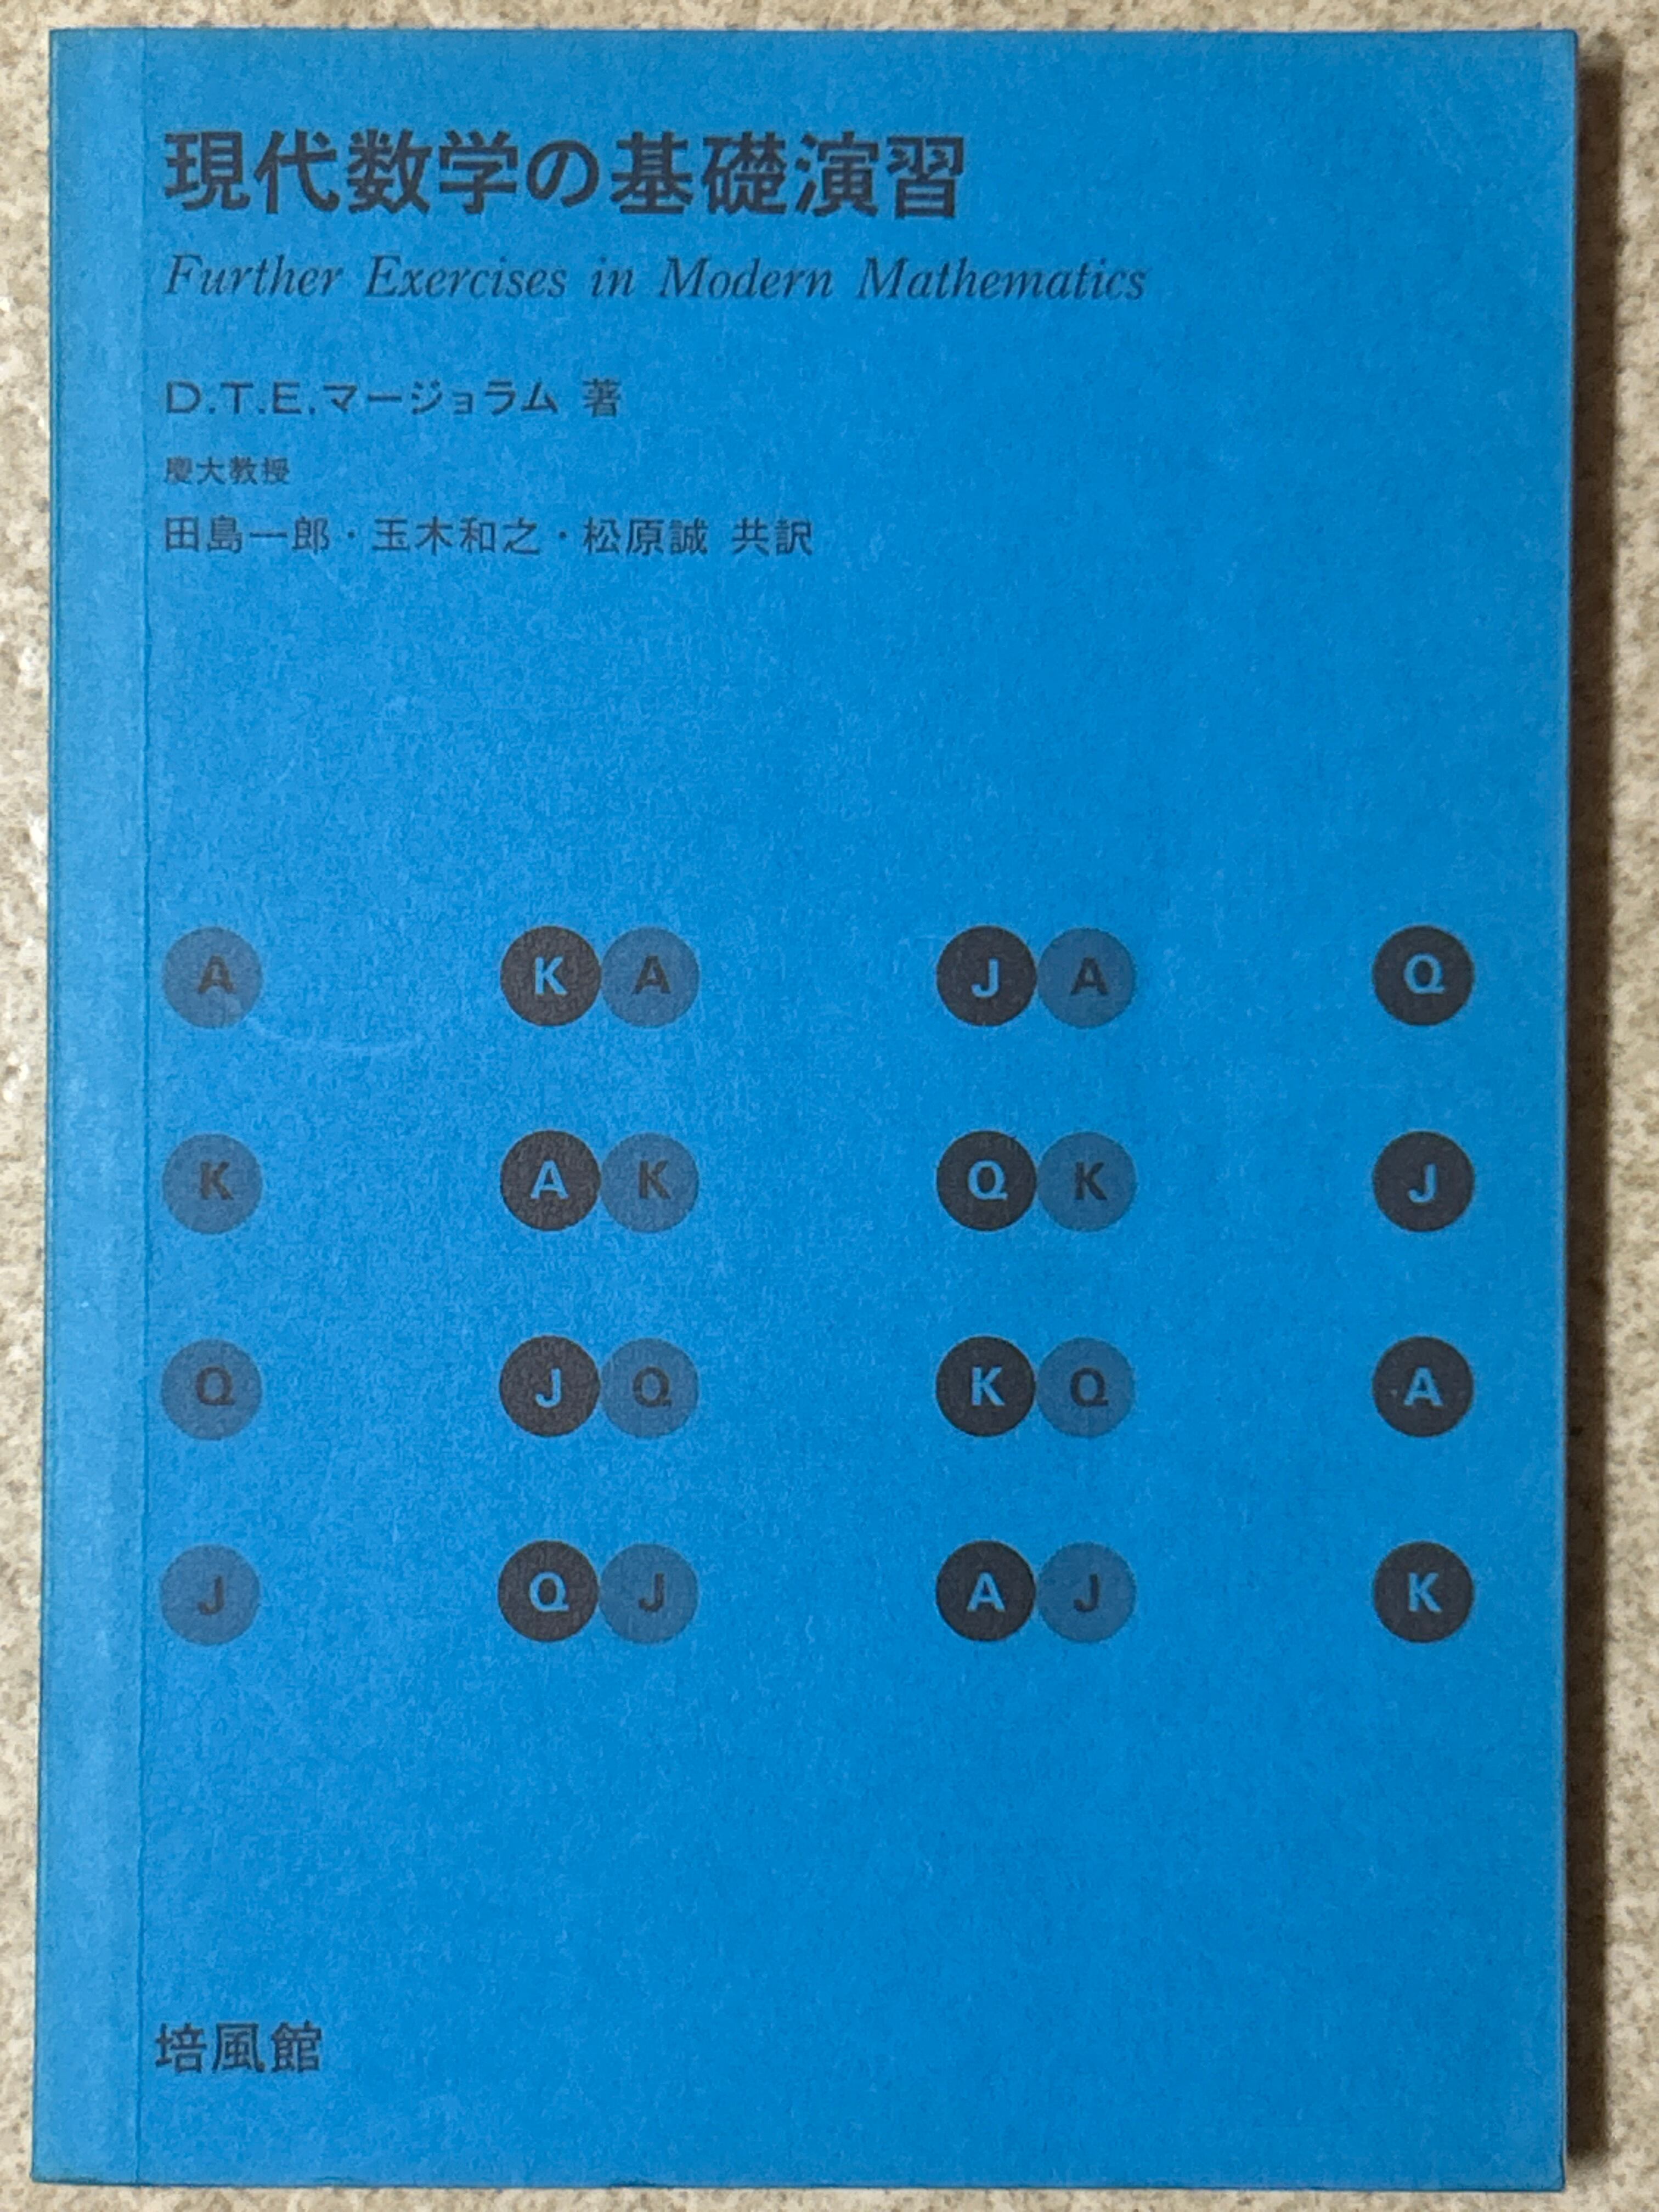 現代数学の基礎演習
Further Exercises in Modern Mathematics
D.T.E.マージョラム 著
慶大教授
田島一郎・玉木和之・松原誠 共訳
A K A J A Q
K A K Q K J
Q J Q K Q A
J Q J A J K
培風館